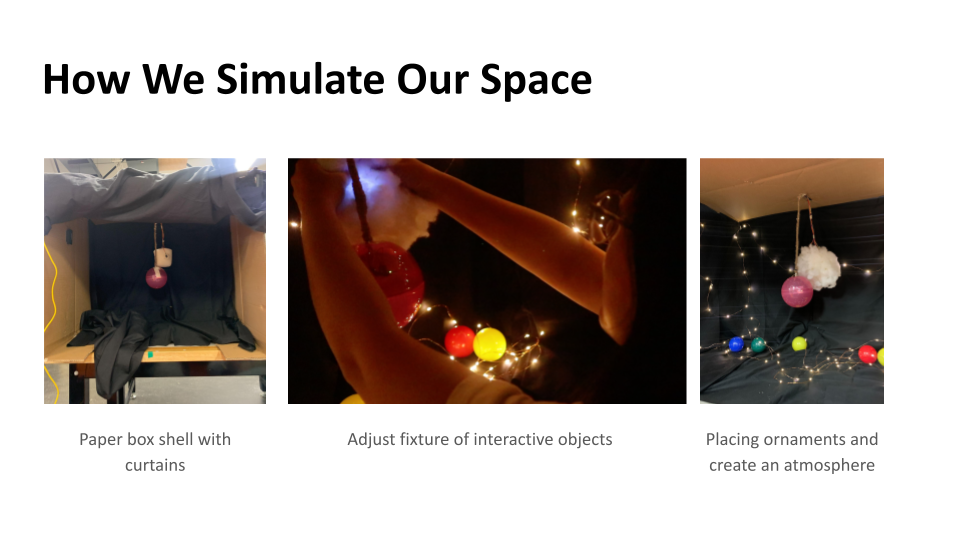 How We Simulate Our Space
Paper box shell with
curtains
Adjust fixture of interactive objects
Placing ornaments and
create an atmosphere